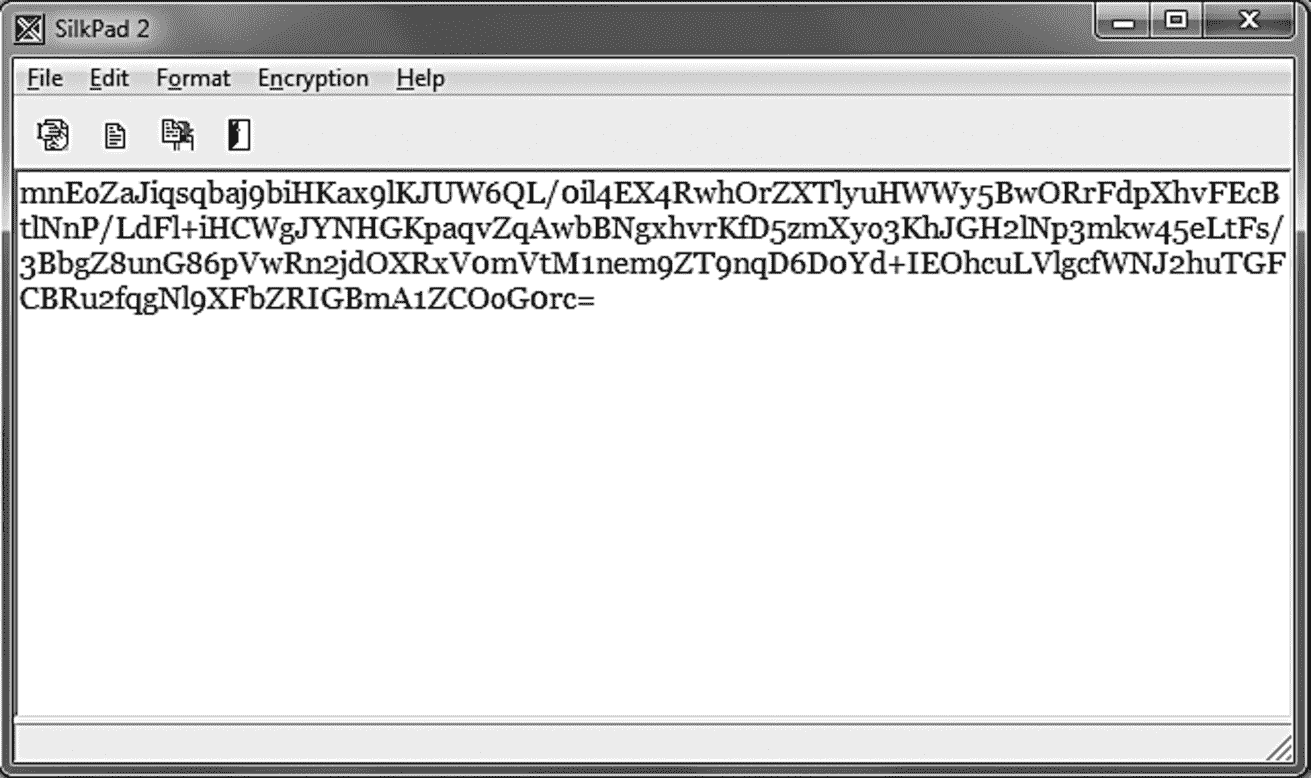 SilkPad 2
File Edit Format Encryption Help
mnEoZaJiqsqbaj9biHKax9lKJUW6QL/0il4EX4RwhOrZXTlyuHWWy5BwORrFdpXhvFEcB
tlNnP/LdFl+iHCWgJYNHGKpaqvZqAwbBNgxhvrKfD5zmXyo3KhJGH2lNp3mkw45eLtFs/
3BbgZ8unG86pVwRn2jdOXRxV0mVtM1nem9ZT9nqD6D0Yd+IEOhcuLVlgcfWNJ2huTGF
CBRu2fqgNl9XFbZRIGBmA1ZCOoG0rc=